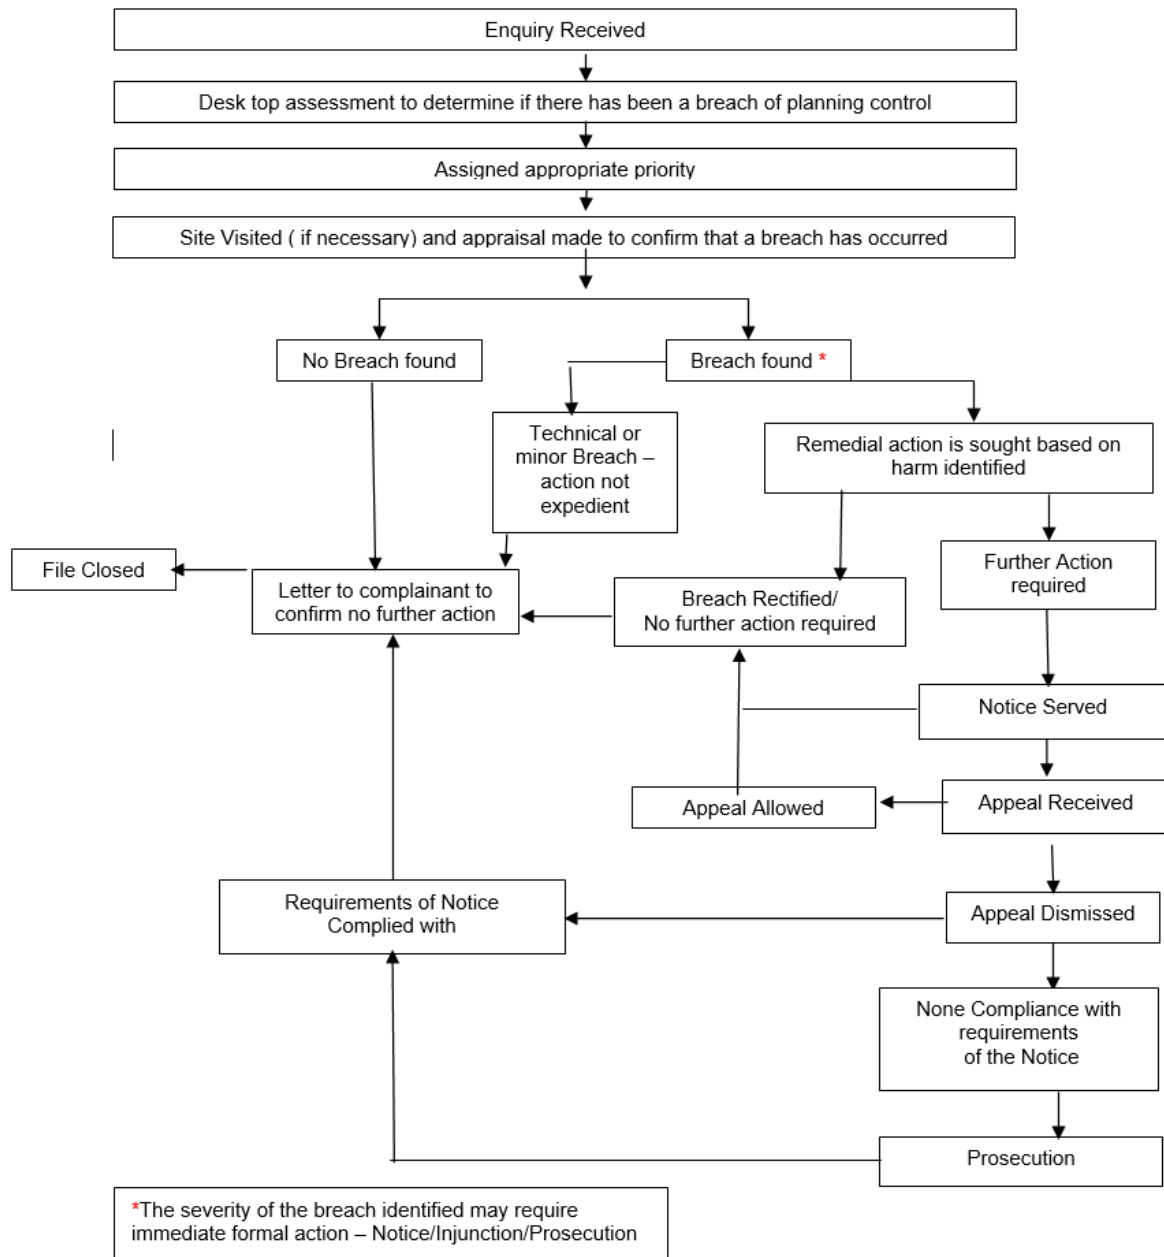 Enquiry Received
Desk top assessment to determine if there has been a breach of planning control
Assigned appropriate priority
Site Visited ( if necessary) and appraisal made to confirm that a breach has occurred
No Breach found
Breach found *
Technical or
minor Breach –
action not
expedient
Remedial action is sought based on
harm identified
File Closed
Letter to complainant to
confirm no further action
Breach Rectified/
No further action required
Further Action
required
Notice Served
Appeal Allowed
Appeal Received
Requirements of Notice
Complied with
Appeal Dismissed
None Compliance with
requirements
of the Notice
Prosecution
*The severity of the breach identified may require
immediate formal action – Notice/Injunction/Prosecution